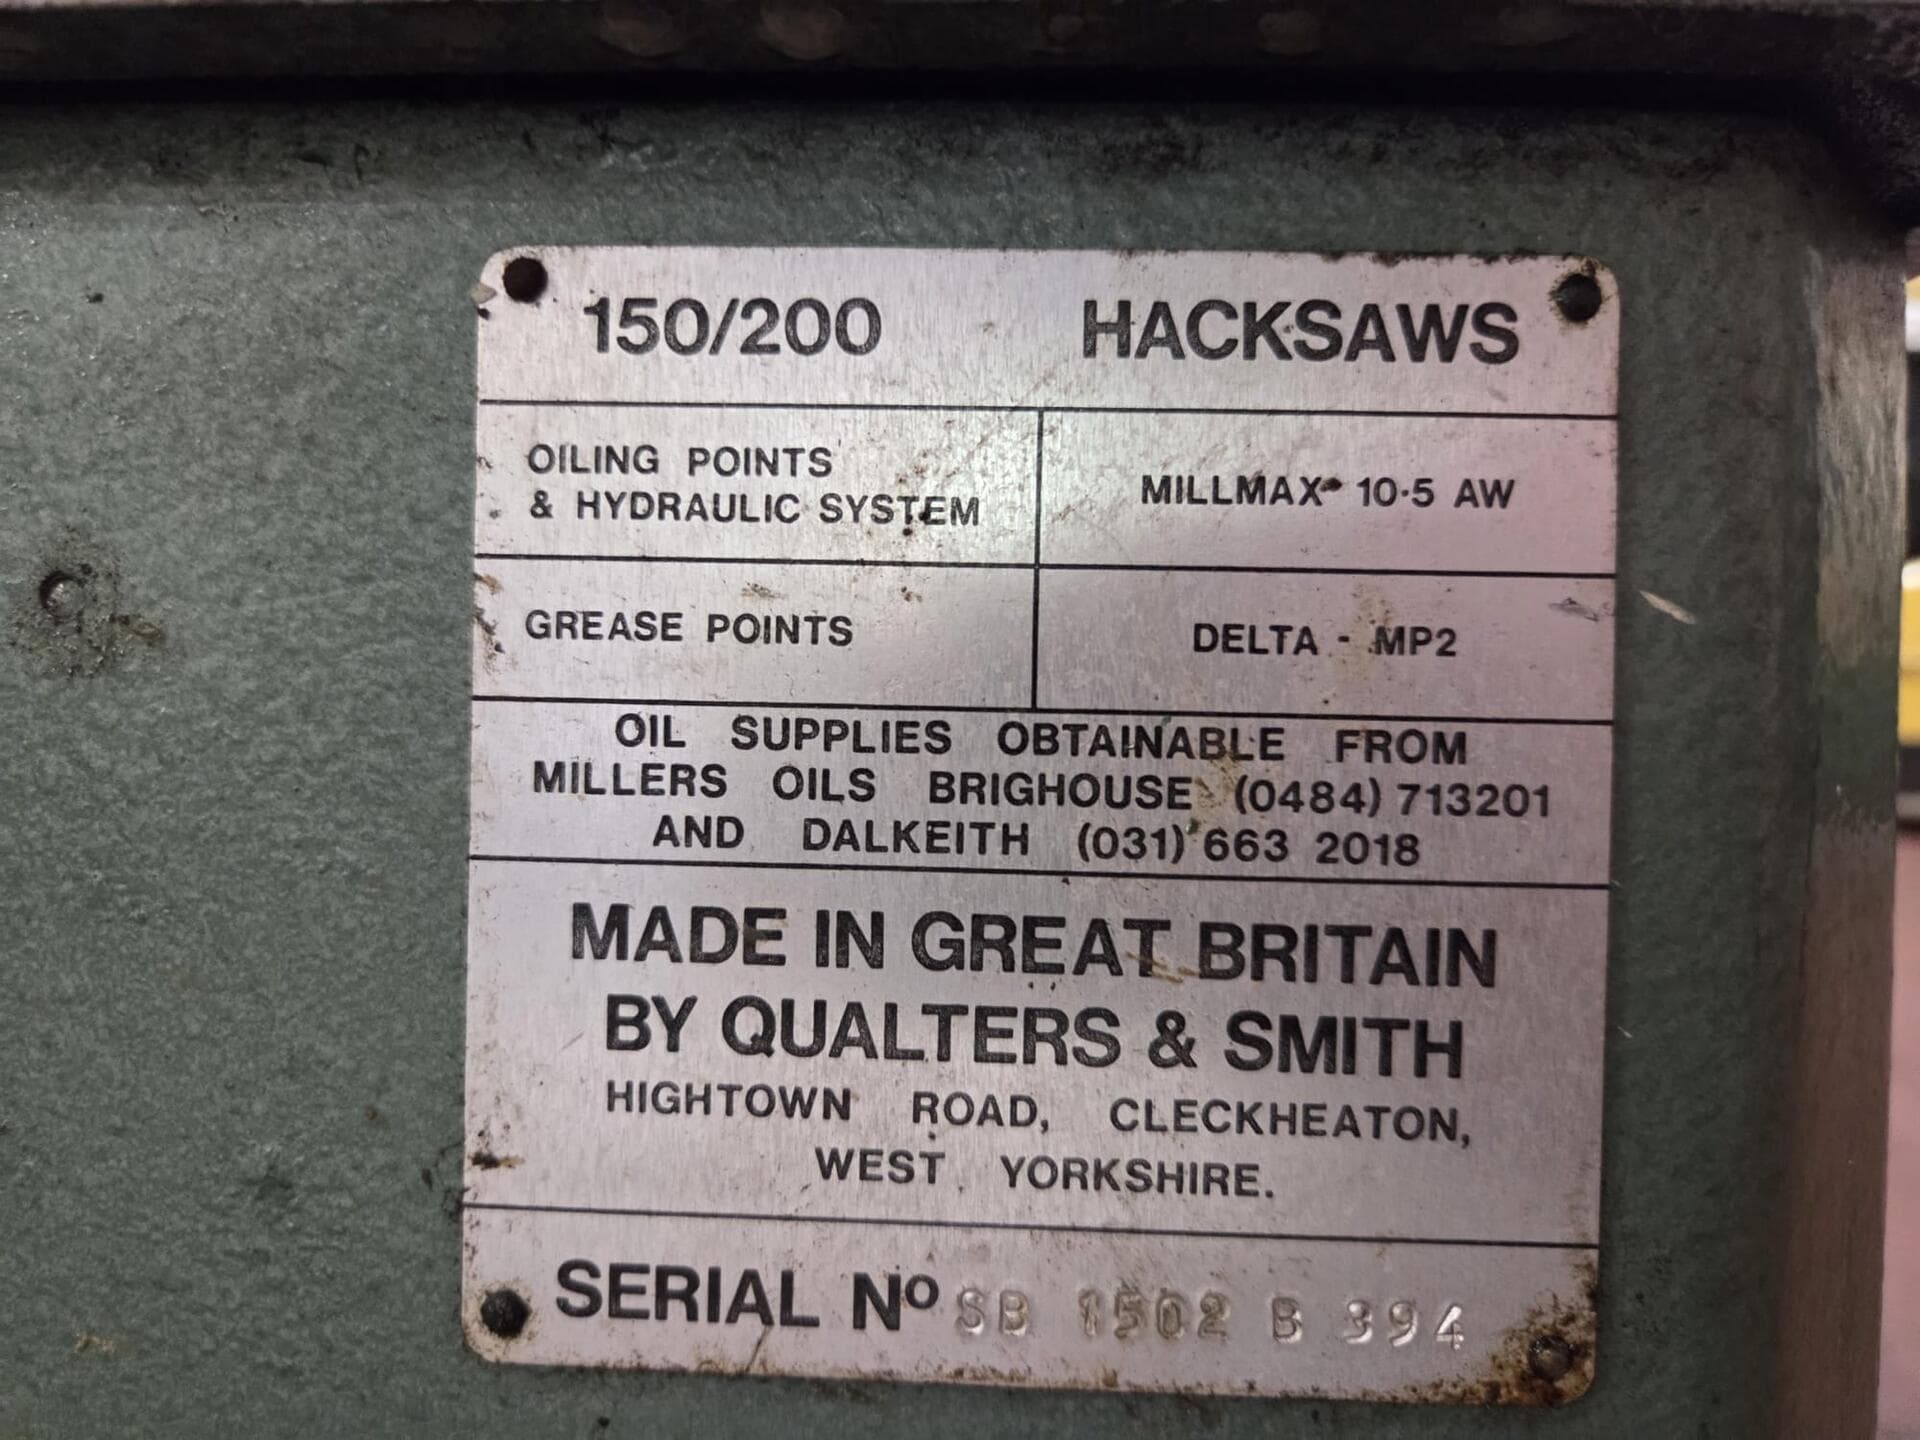 150/200 HACKSAWS
OILING POINTS
& HYDRAULIC SYSTEM
MILLMAX 10·5 AW
GREASE POINTS
DELTA - MP2
OIL SUPPLIES OBTAINABLE FROM
MILLERS OILS BRIGHOUSE (0484) 713201
AND DALKEITH (031) 663 2018
MADE IN GREAT BRITAIN
BY QUALTERS & SMITH
HIGHTOWN ROAD, CLECKHEATON,
WEST YORKSHIRE.
SERIAL Nº SB 1502 B 394